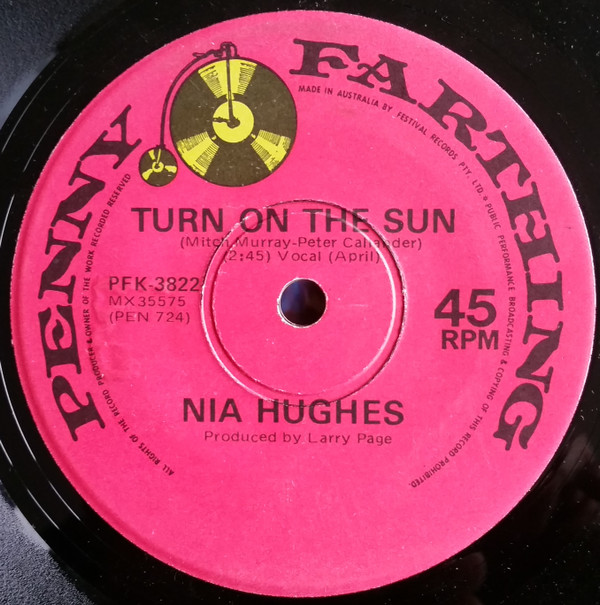 PENNY FARTHING
MADE IN AUSTRALIA BY FESTIVAL RECORDS PTY. LTD. PUBLIC PERFORMANCE BROADCASTING & COPYING OF THIS RECORD PROHIBITED.
ALL RIGHTS OF THE RECORD PRODUCER & OWNER OF THE WORK RECORDED RESERVED
TURN ON THE SUN
(Mitch Murray-Peter Callander)
(2:45) Vocal (April)
PFK-3822
MX35575
(PEN 724)
45
RPM
NIA HUGHES
Produced by Larry Page